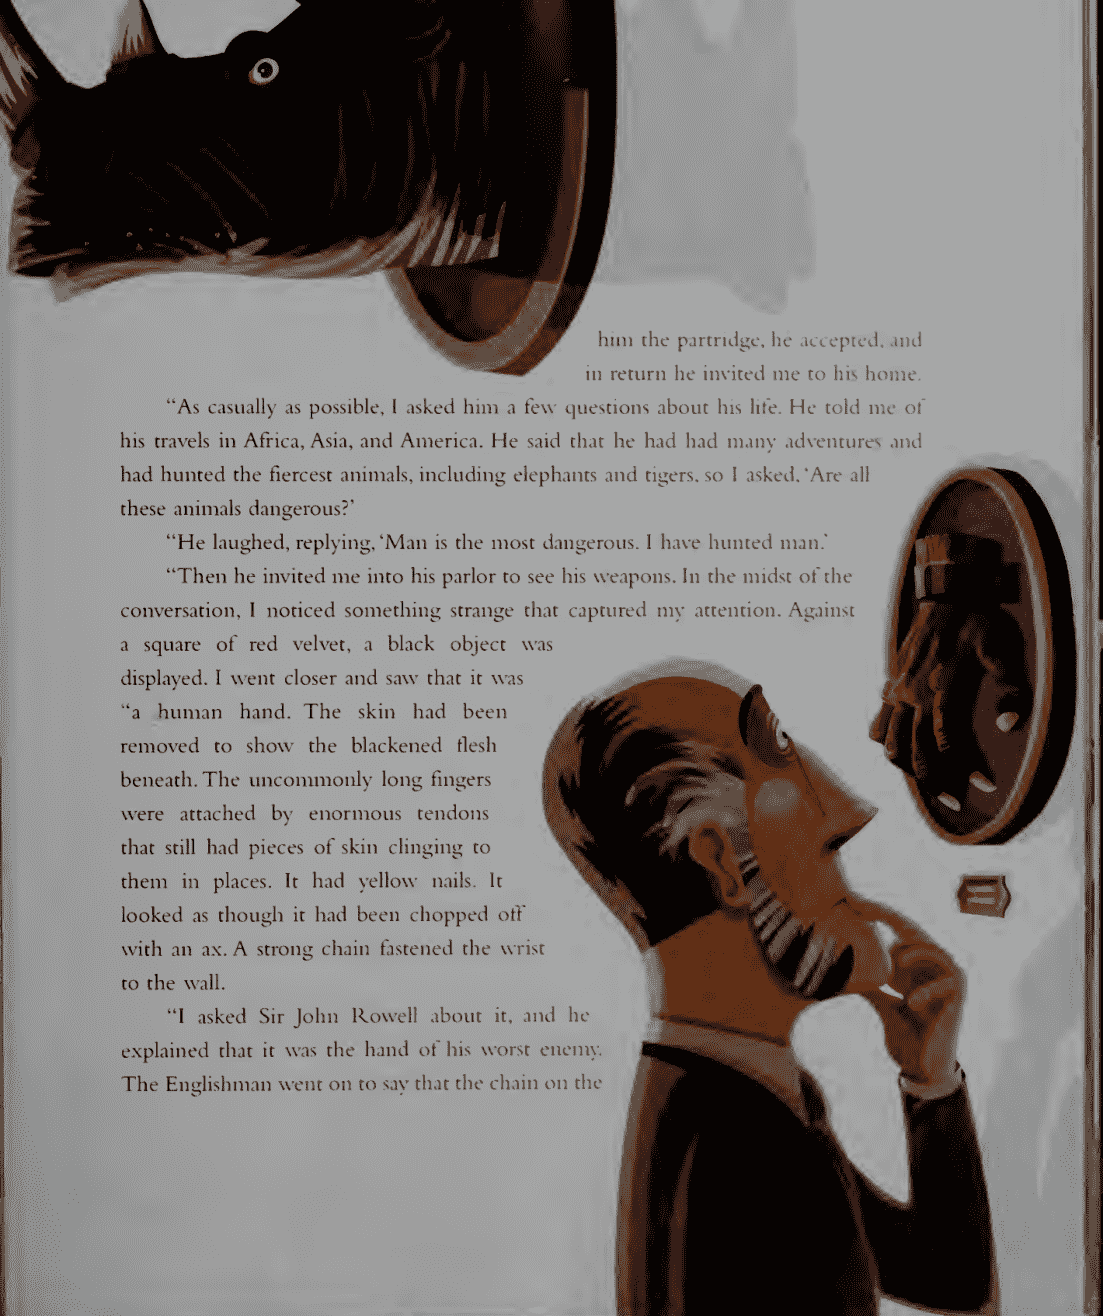 him the partridge, he accepted, and
in return he invited me to his home.
“As casually as possible, I asked him a few questions about his life. He told me of
his travels in Africa, Asia, and America. He said that he had had many adventures and
had hunted the fiercest animals, including elephants and tigers, so I asked, ‘Are all
these animals dangerous?’
“He laughed, replying, ‘Man is the most dangerous. I have hunted man.’
“Then he invited me into his parlor to see his weapons. In the midst of the
conversation, I noticed something strange that captured my attention. Against
a square of red velvet, a black object was
displayed. I went closer and saw that it was
“a human hand. The skin had been
removed to show the blackened flesh
beneath. The uncommonly long fingers
were attached by enormous tendons
that still had pieces of skin clinging to
them in places. It had yellow nails. It
looked as though it had been chopped off
with an ax. A strong chain fastened the wrist
to the wall.
“I asked Sir John Rowell about it, and he
explained that it was the hand of his worst enemy.
The Englishman went on to say that the chain on the